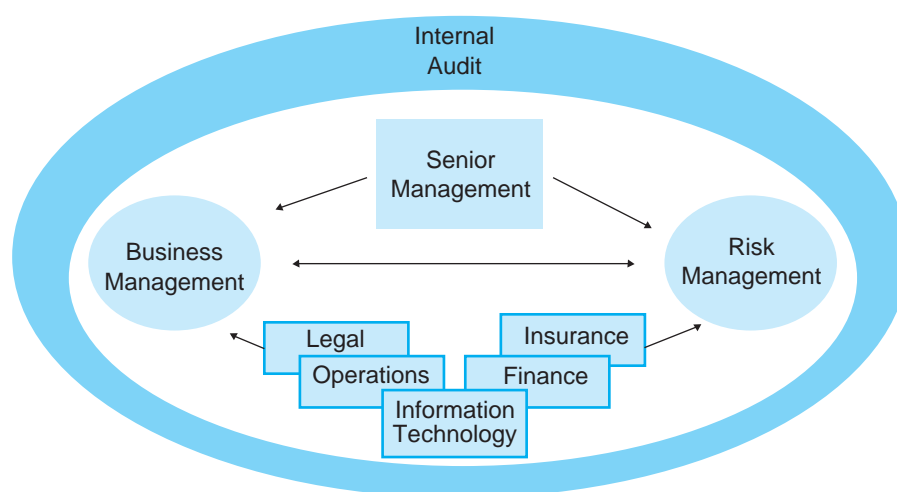 Internal
Audit
Senior
Management
Business
Management
Risk
Management
Legal
Insurance
Operations
Finance
Information
Technology